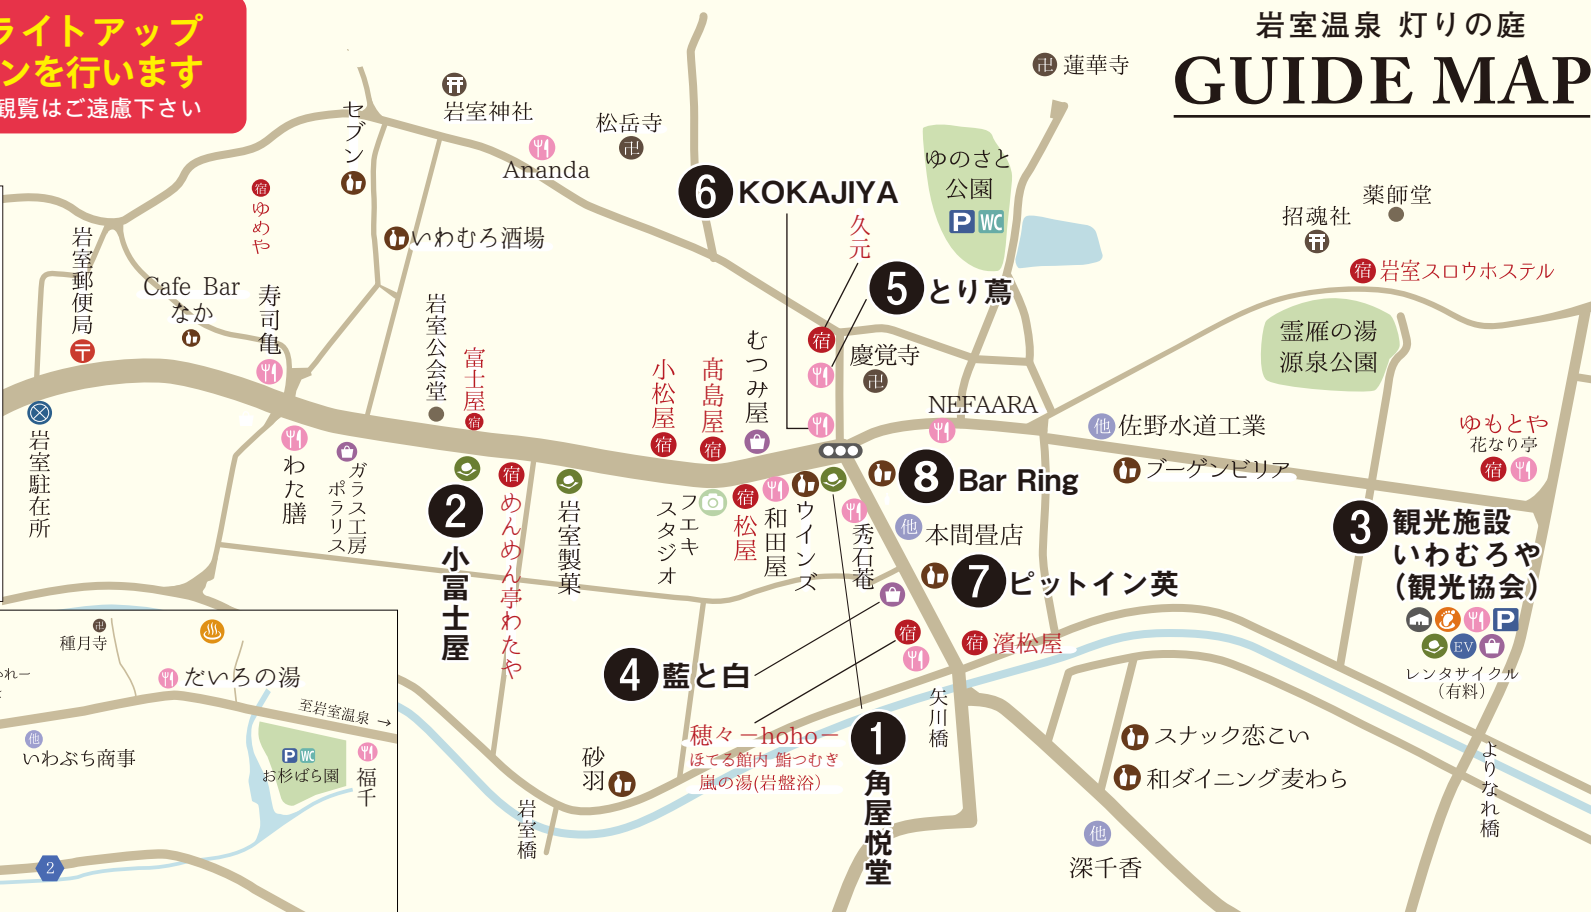 ライトアップ
ンを行います
観覧はご遠慮下さい
岩室温泉 灯りの庭
GUIDE MAP
蓮華寺
岩室神社
セブン
松岳寺
Ananda
ゆのさと
公園
P WC
6 KOKAJIYA
久元
薬師堂
招魂社
宿 岩室スロウホステル
宿
ゆめや
いわむろ酒場
岩室郵便局
Cafe Bar
なか
寿司亀
5 とり蔦
岩室公会堂
富士屋
宿
小松屋
宿
髙島屋
宿
むつみ屋
宿
慶覚寺
霊雁の湯
源泉公園
NEFAARA
他 佐野水道工業
ブーゲンビリア
ゆもとや
花なり亭
宿
岩室駐在所
わた膳
ガラス工房
ポラリス
2
小富士屋
宿
めんめん亭わたや
岩室製菓
フエキ
スタジオ
宿
松屋
和田屋
ウインズ
秀石菴
8 Bar Ring
他 本間畳店
7 ピットイン英
3 観光施設
いわむろや
(観光協会)
P
EV
レンタサイクル
(有料)
宿
宿 濱松屋
4 藍と白
穂々－hoho－
ほてる館内 鮨つむぎ
嵐の湯(岩盤浴)
1
角屋悦堂
矢川橋
砂羽
岩室橋
スナック恋こい
和ダイニング麦わら
他
深千香
よりなれ橋
種月寺
だいろの湯
至岩室温泉 →
かれー
他
いわぶち商事
P WC
お杉ばら園
福千
2